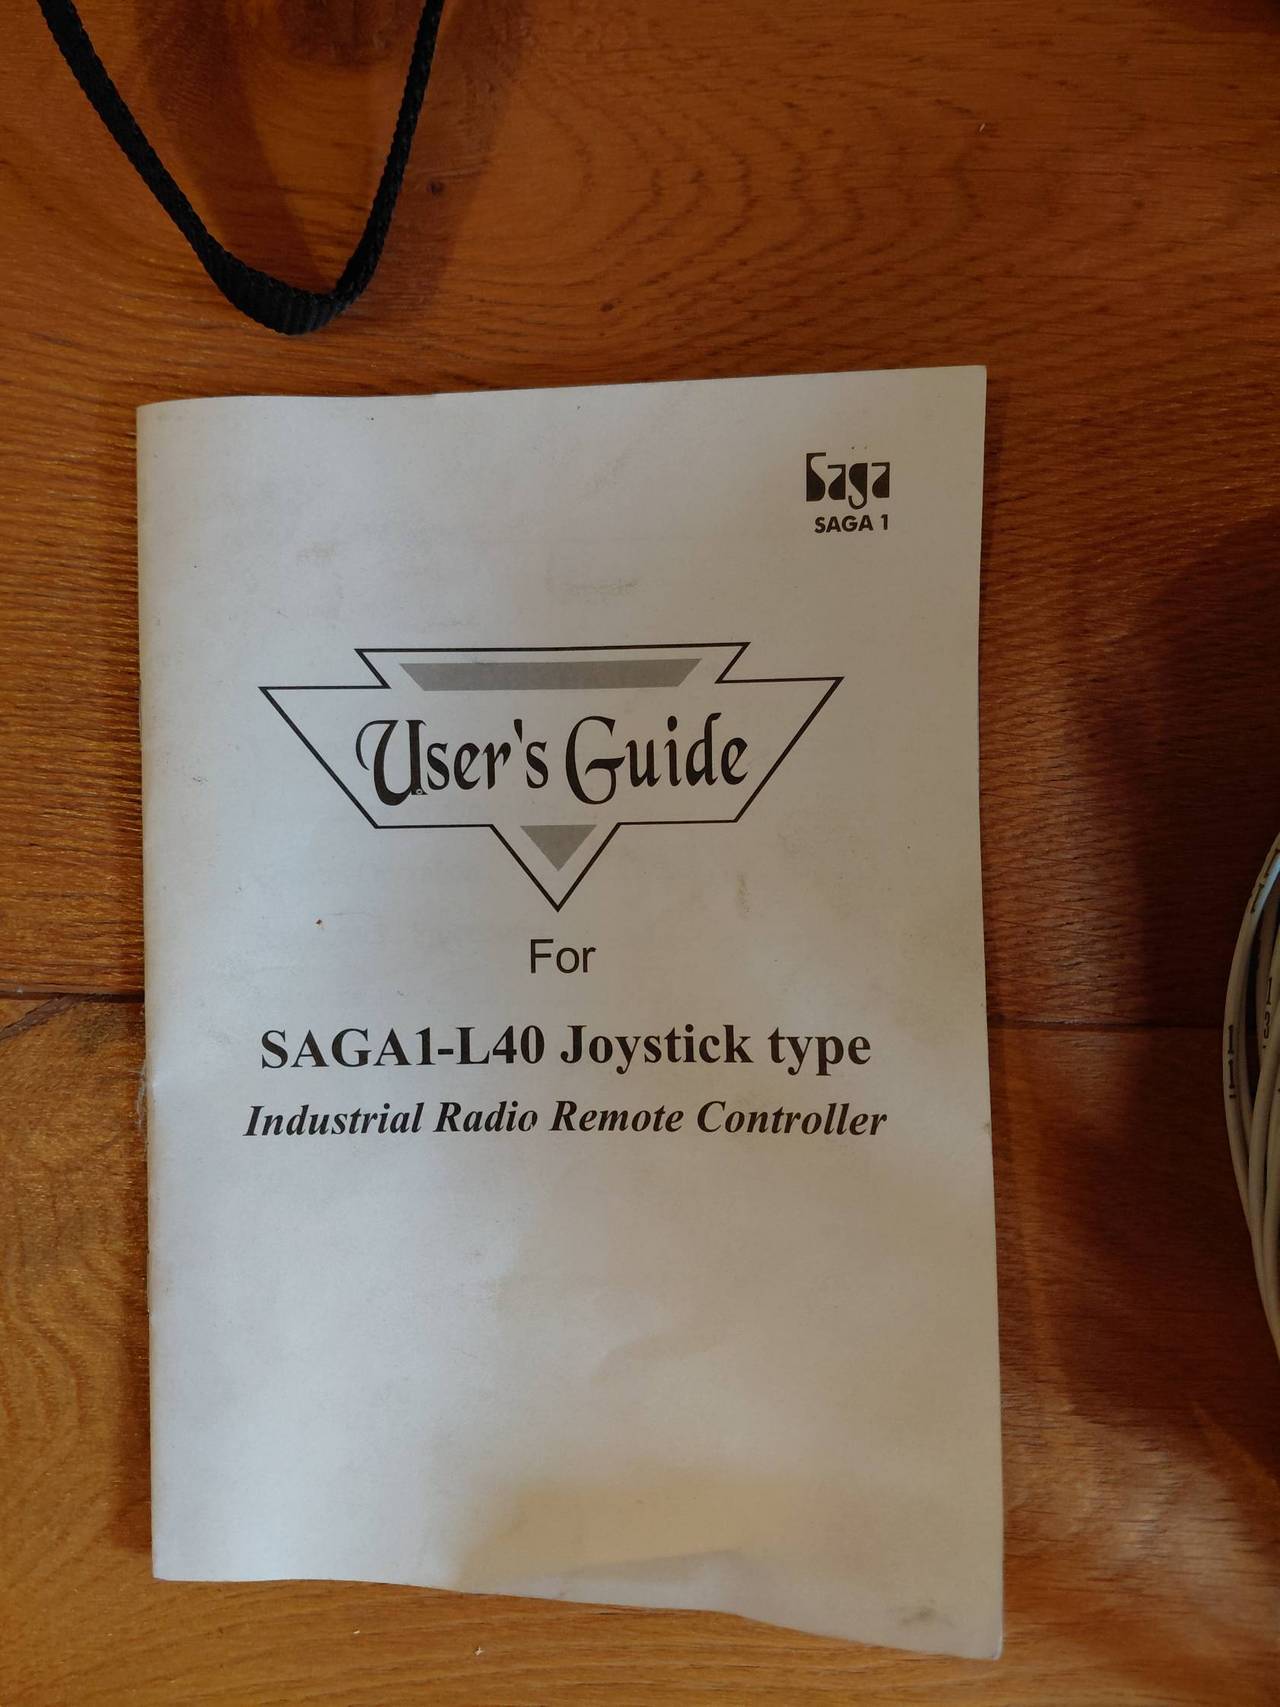 Saga
SAGA 1
User's Guide
For
SAGA1-L40 Joystick type
Industrial Radio Remote Controller